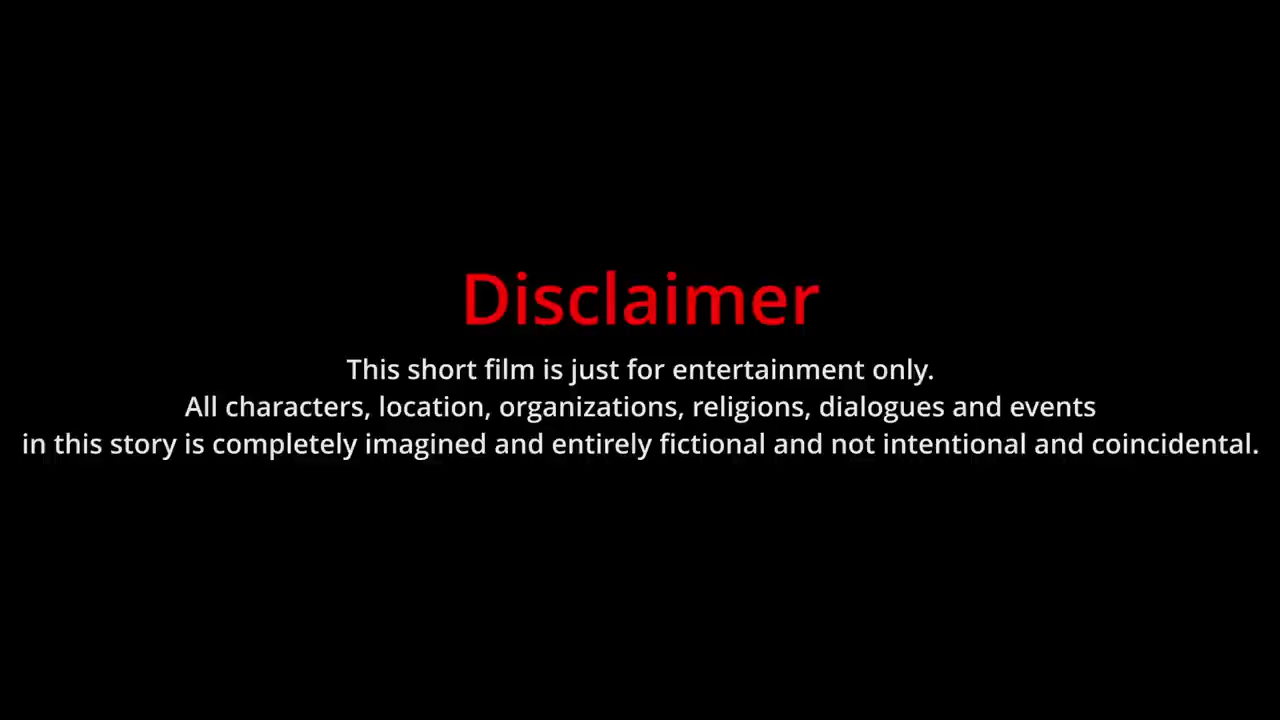 Disclaimer
This short film is just for entertainment only.
All characters, location, organizations, religions, dialogues and events
in this story is completely imagined and entirely fictional and not intentional and coincidental.